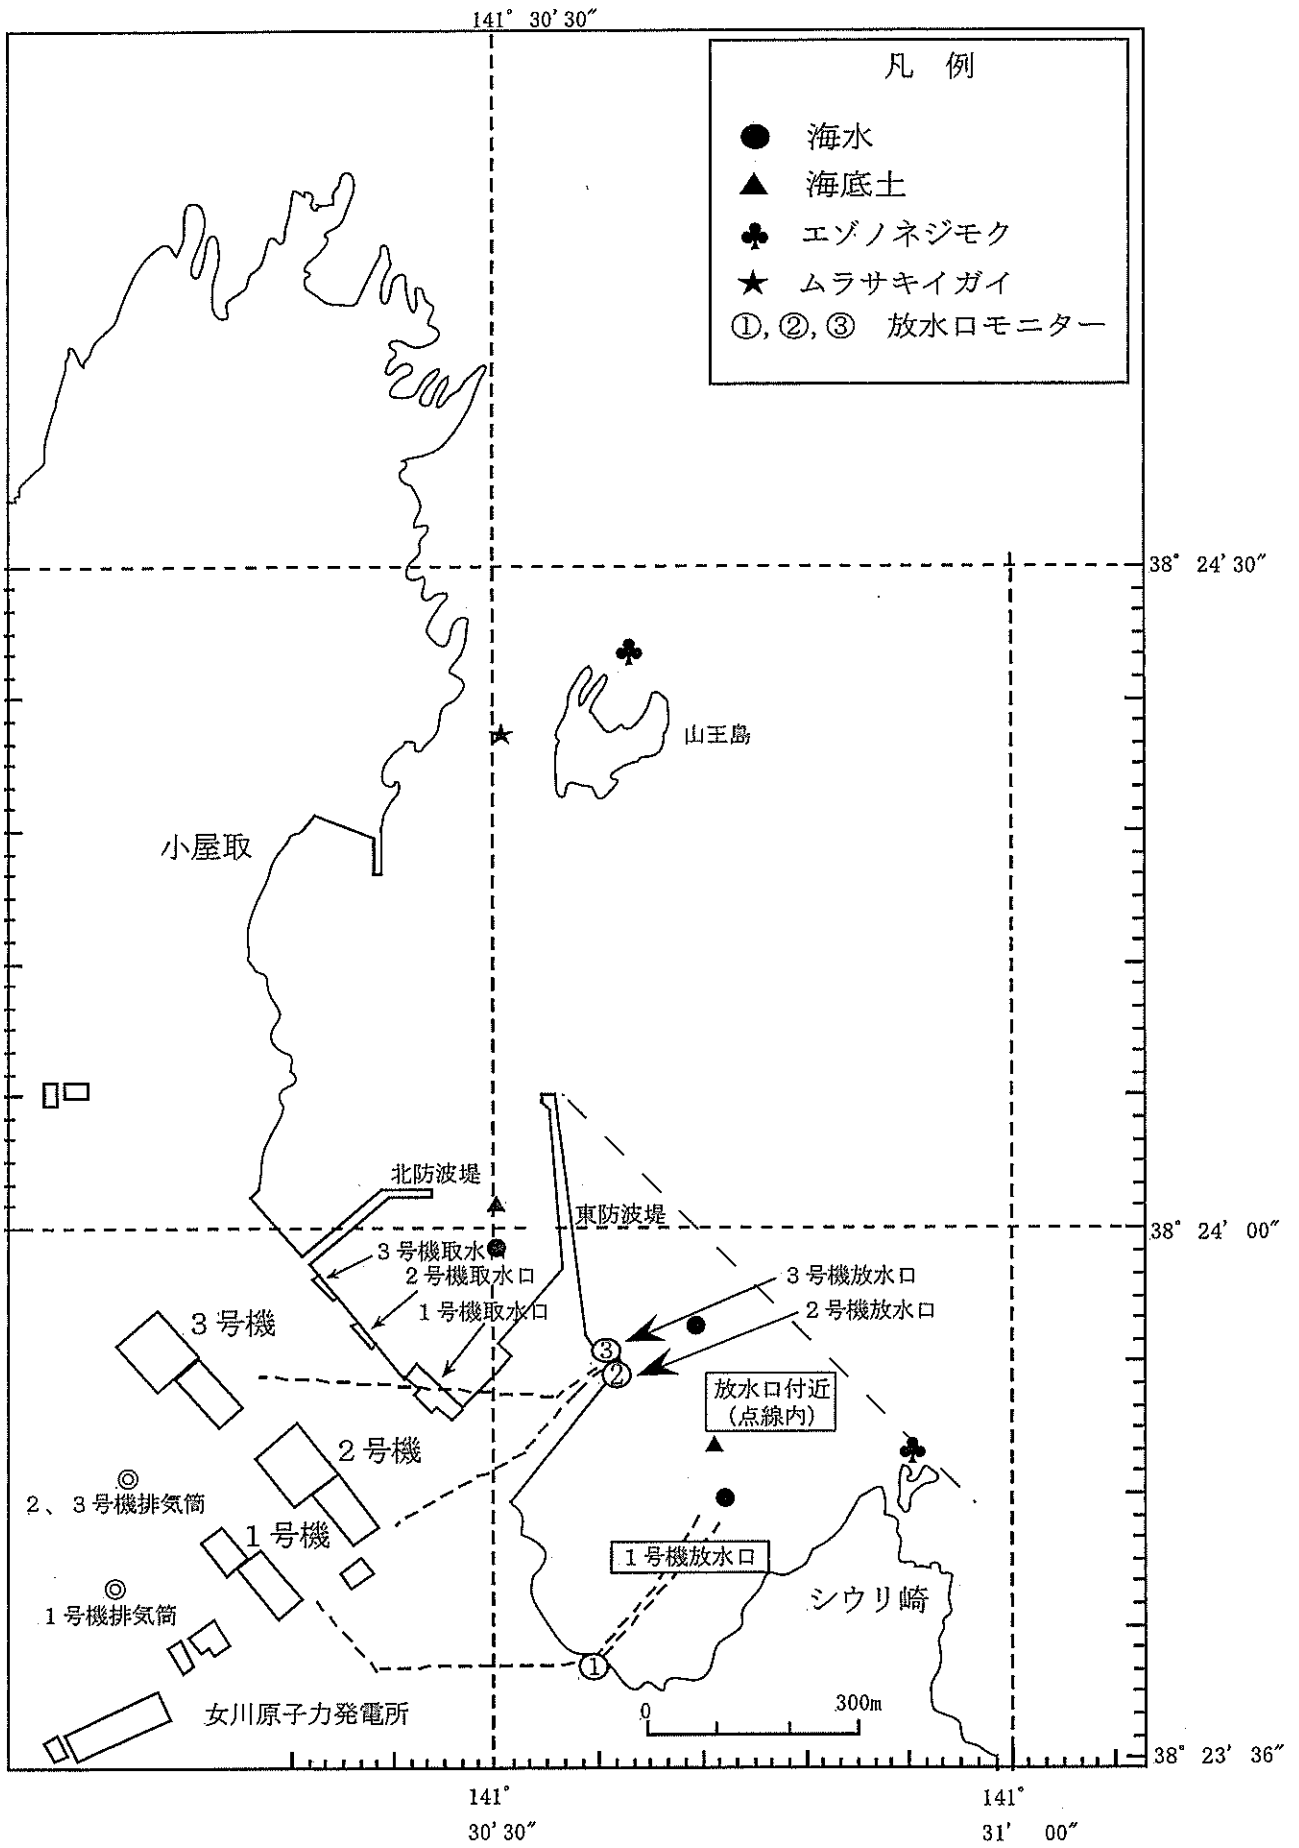 141° 30′30″
凡 例
海水
海底土
エゾノネジモク
ムラサキイガイ
①,②,③ 放水口モニター
38° 24′30″
山王島
小屋取
北防波堤
東防波堤
38° 24′ 00″
3号機取水口
2号機取水口
1号機取水口
3号機放水口
2号機放水口
3号機
③
②
放水口付近
(点線内)
2号機
2、3号機排気筒
1号機
1号機放水口
シウリ崎
1号機排気筒
①
女川原子力発電所
0 300m
38° 23′ 36″
141°
30′30″
141°
31′ 00″